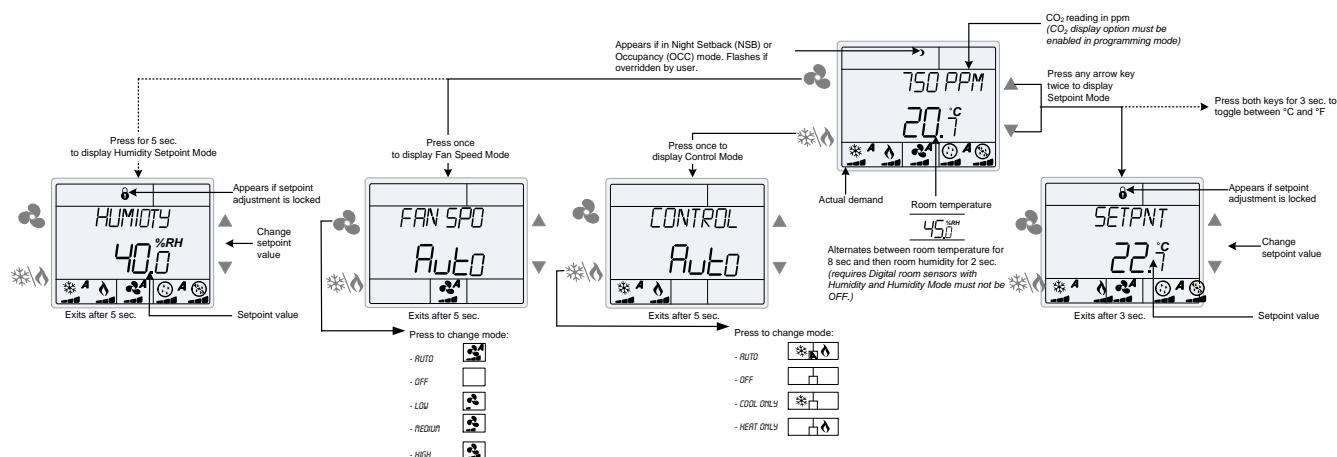 CO2 reading in ppm
(CO2 display option must be
enabled in programming mode)
Appears if in Night Setback (NSB) or
Occupancy (OCC) mode. Flashes if
overridden by user.
750 PPM
20.7 °C
A
A
A
Press any arrow key
twice to display
Setpoint Mode
Press both keys for 3 sec. to
toggle between °C and °F
Press for 5 sec.
to display Humidity Setpoint Mode
Press once
to display Fan Speed Mode
Press once to
display Control Mode
Actual demand
Room temperature
45.0 %RH
Alternates between room temperature for
8 sec and then room humidity for 2 sec.
(requires Digital room sensors with
Humidity and Humidity Mode must not be
OFF.)
Appears if setpoint
adjustment is locked
HUMIDTY
40.0 %RH
A
A
A
Change
setpoint
value
Exits after 5 sec.
Setpoint value
FAN SPD
Auto
A
Exits after 5 sec.
Press to change mode:
- AUTO
A
- OFF
- LOW
- MEDIUM
- HIGH
CONTROL
Auto
A
Exits after 5 sec.
Press to change mode:
- AUTO
A
- OFF
- COOL ONLY
- HEAT ONLY
Appears if setpoint
adjustment is locked
SETPNT
22.7 °C
A
A
A
Change
setpoint value
Exits after 3 sec.
Setpoint value